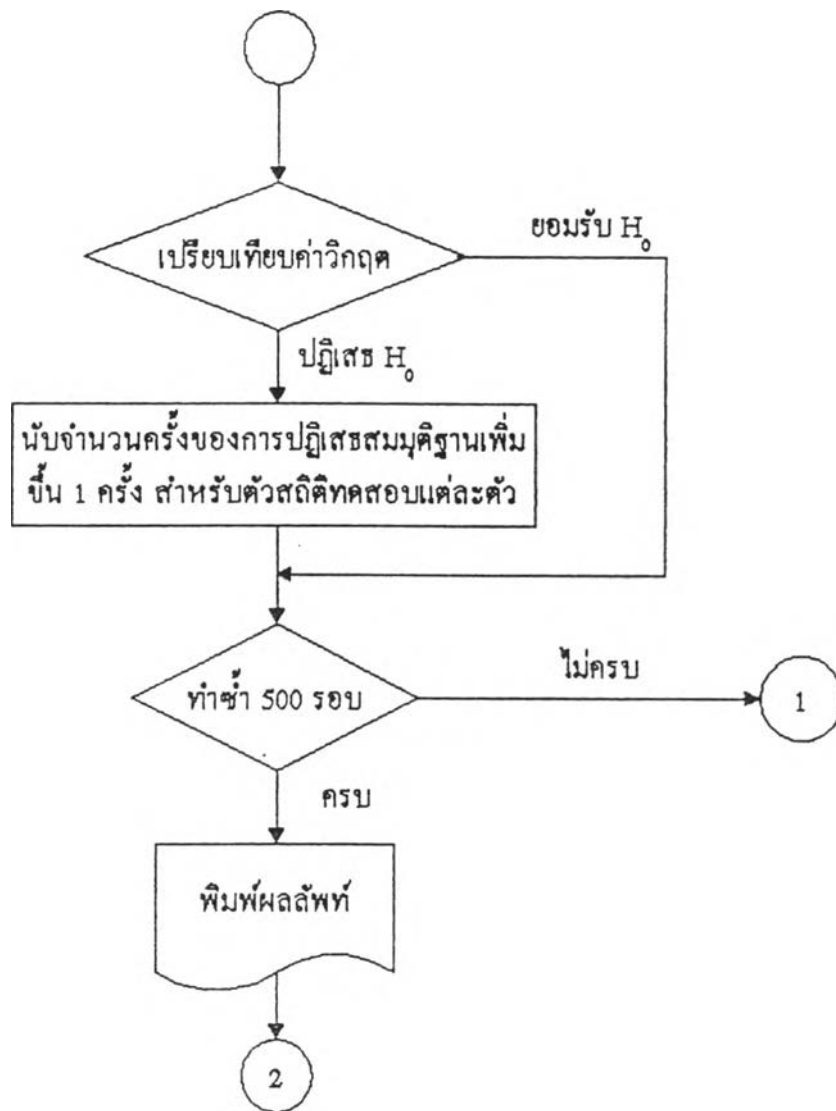 ยอมรับ H₀
เปรียบเทียบค่าวิกฤต
ปฏิเสธ H₀
นับจำนวนครั้งของการปฏิเสธสมมุติฐานเพิ่ม
ขึ้น 1 ครั้ง สำหรับตัวสถิติทดสอบแต่ละตัว
ไม่ครบ
ทำซ้ำ 500 รอบ
1
ครบ
พิมพ์ผลลัพท์
2